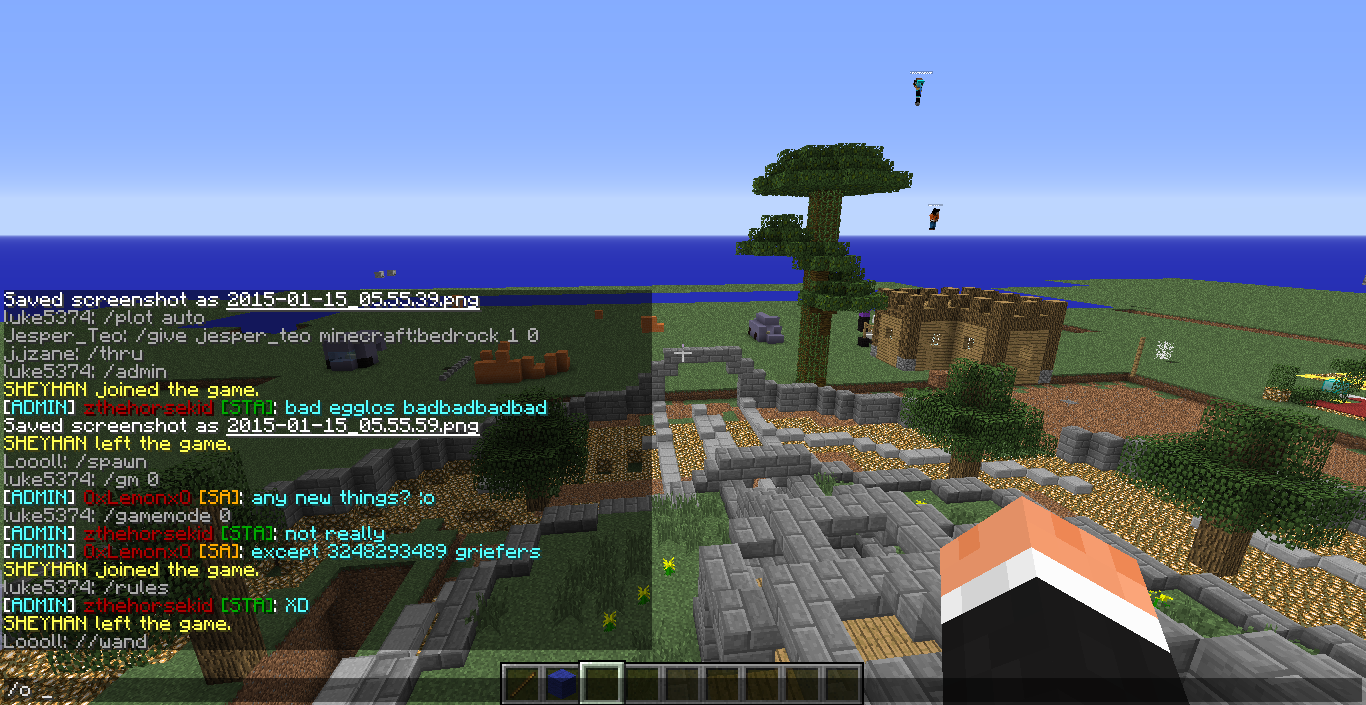 Saved screenshot as 2015-01-15_05.55.39.png
luke5374: /plot auto
Jesper_Teo: /give jesper_teo minecraft:bedrock 1 0
j.jzane: /thru
luke5374: /admin
SHEYHAN joined the game.
[ADMIN] zthehorsekid [STA]: bad egglos badbadbadbad
Saved screenshot as 2015-01-15_05.55.59.png
SHEYHAN left the game.
Loooll: /spawn
luke5374: /gm 0
[ADMIN] 0xLemonx0 [SA]: any new things? :o
luke5374: /gamemode 0
[ADMIN] zthehorsekid [STA]: not really
[ADMIN] 0xLemonx0 [SA]: except 3248293489 griefers
SHEYHAN joined the game.
luke5374: /rules
[ADMIN] zthehorsekid [STA]: XD
SHEYHAN left the game.
Loooll: //wand
/o _